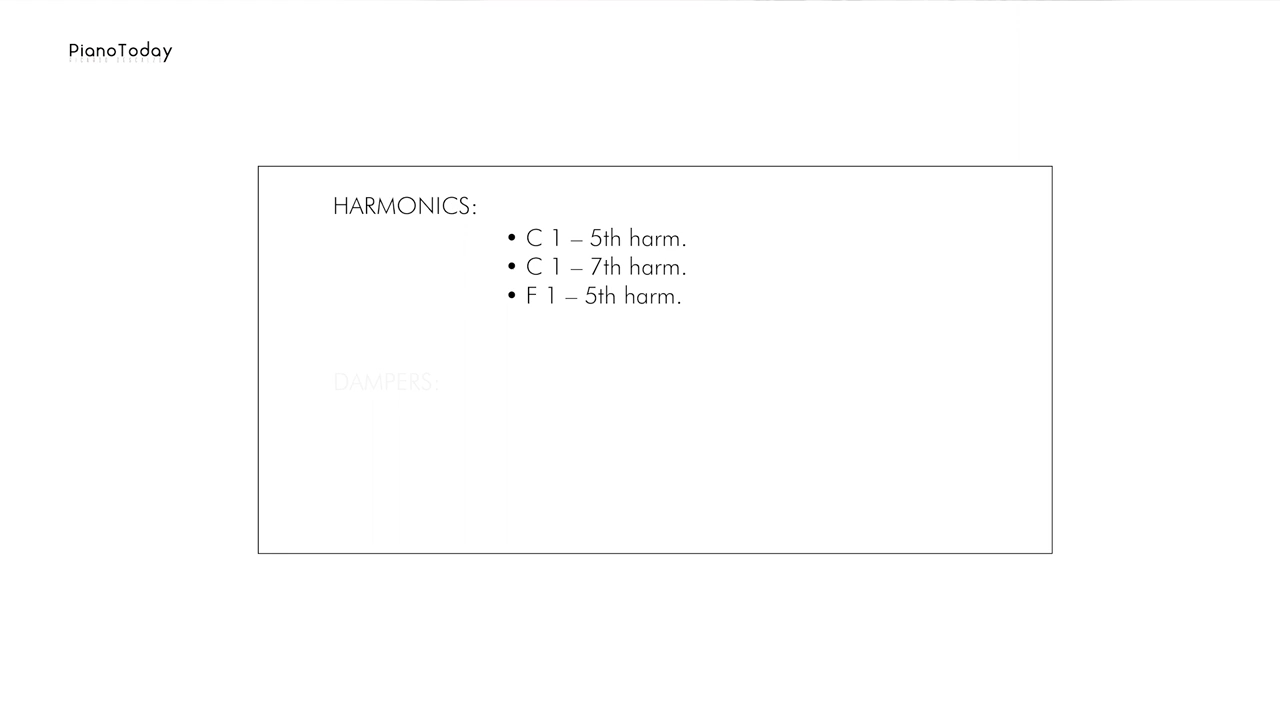 PianoToday
HARMONICS:
• C 1 – 5th harm.
• C 1 – 7th harm.
• F 1 – 5th harm.
DAMPERS: